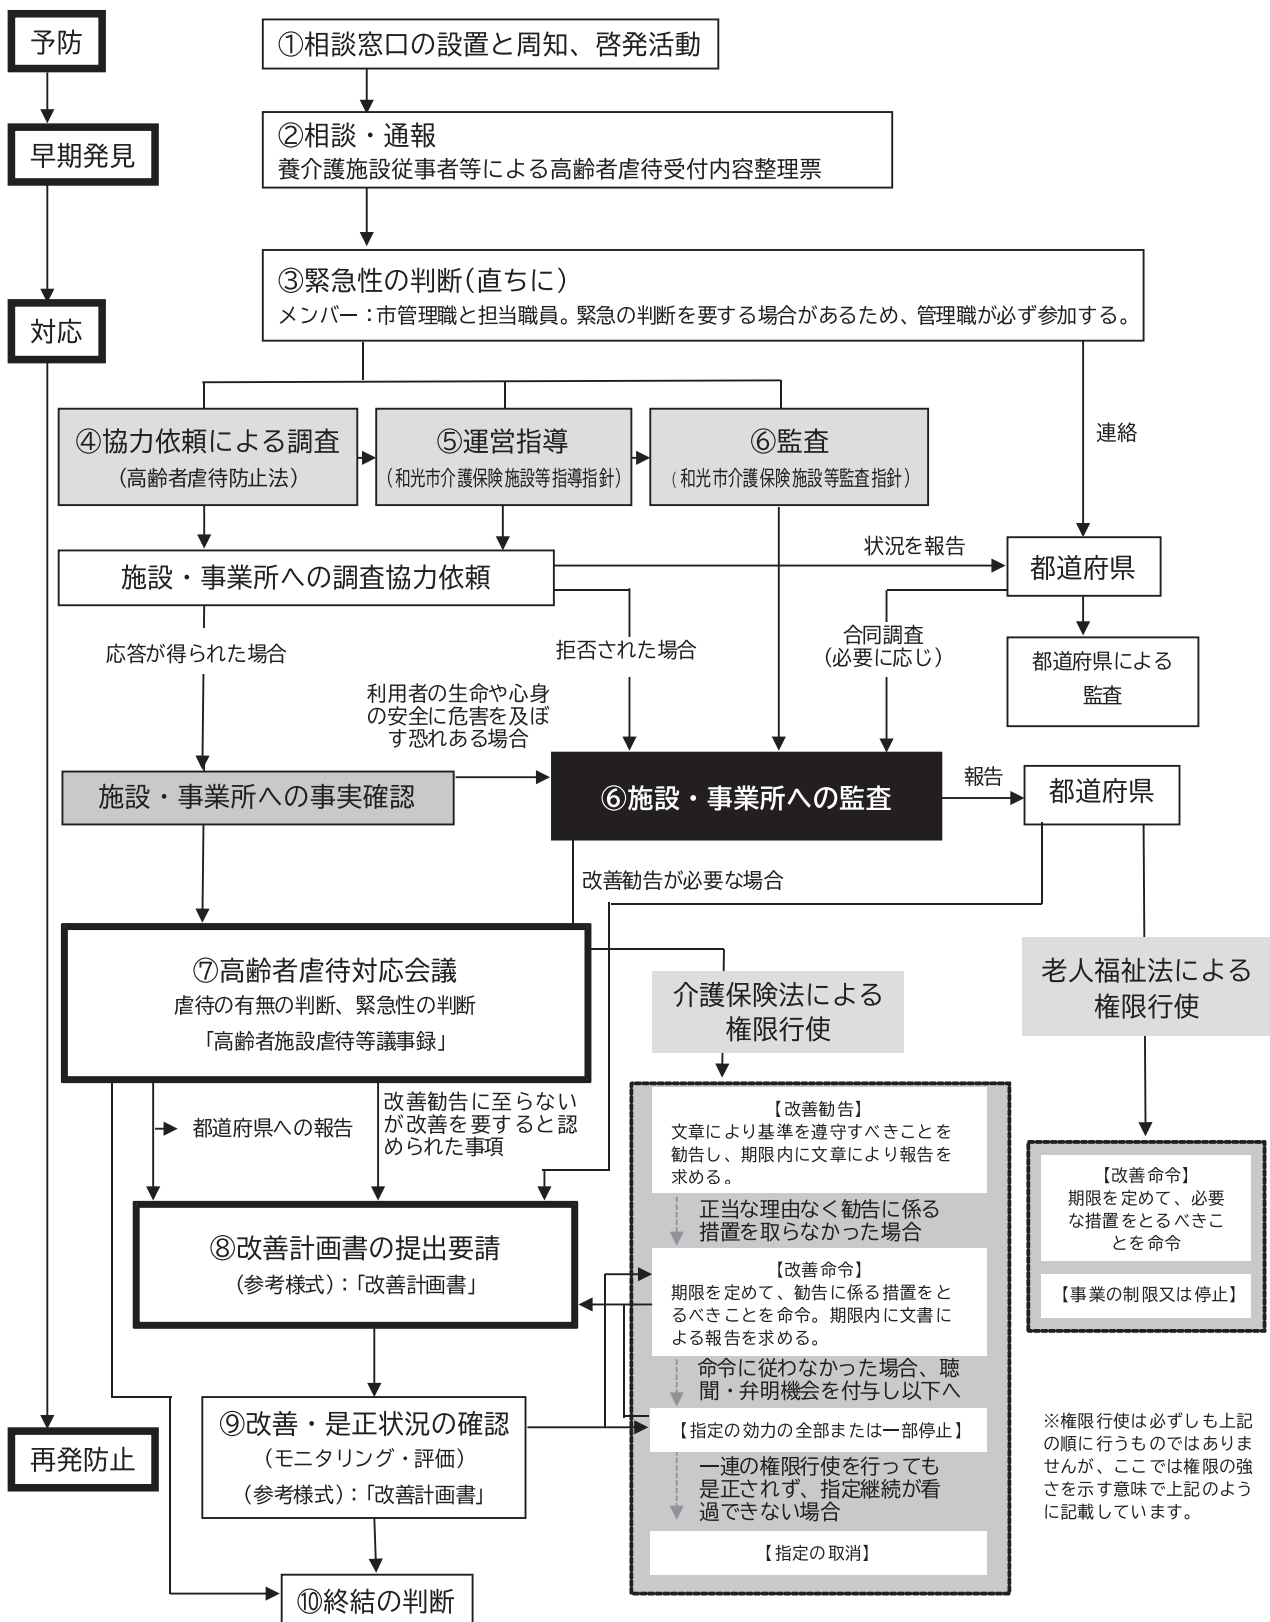 予防
①相談窓口の設置と周知、啓発活動
早期発見
②相談・通報
養介護施設従事者等による高齢者虐待受付内容整理票
対応
③緊急性の判断（直ちに）
メンバー：市管理職と担当職員。緊急の判断を要する場合があるため、管理職が必ず参加する。
④協力依頼による調査
（高齢者虐待防止法）
⑤運営指導
（和光市介護保険施設等指導指針）
⑥監査
（和光市介護保険施設等監査指針）
連絡
施設・事業所への調査協力依頼
状況を報告
都道府県
応答が得られた場合
拒否された場合
合同調査
（必要に応じ）
都道府県による
監査
利用者の生命や心身
の安全に危害を及ぼ
す恐れある場合
施設・事業所への事実確認
⑥施設・事業所への監査
報告
都道府県
改善勧告が必要な場合
⑦高齢者虐待対応会議
虐待の有無の判断、緊急性の判断
「高齢者施設虐待等議事録」
介護保険法による
権限行使
老人福祉法による
権限行使
都道府県への報告
改善勧告に至らない
が改善を要すると認
められた事項
【改善勧告】
文章により基準を遵守すべきことを
勧告し、期限内に文章により報告を
求める。
正当な理由なく勧告に係る
措置を取らなかった場合
【改善命令】
期限を定めて、必要
な措置をとるべきこ
とを命令
【事業の制限又は停止】
⑧改善計画書の提出要請
（参考様式）：「改善計画書」
【改善命令】
期限を定めて、勧告に係る措置をと
るべきことを命令。期限内に文書に
よる報告を求める。
命令に従わなかった場合、聴
聞・弁明機会を付与し以下へ
再発防止
⑨改善・是正状況の確認
（モニタリング・評価）
（参考様式）：「改善計画書」
【指定の効力の全部または一部停止】
一連の権限行使を行っても
是正されず、指定継続が看
過できない場合
【指定の取消】
※権限行使は必ずしも上記
の順に行うものではありま
せんが、ここでは権限の強
さを示す意味で上記のよう
に記載しています。
⑩終結の判断